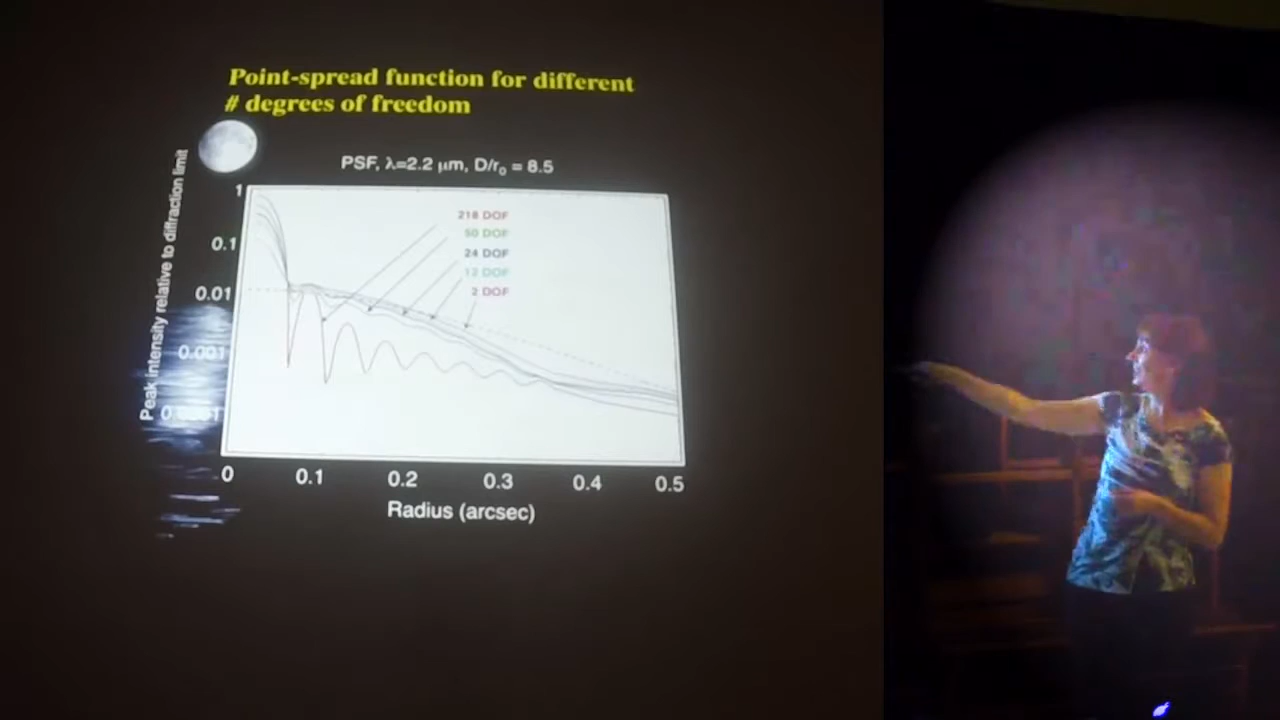 Point-spread function for different
# degrees of freedom
PSF, λ=2.2 μm, D/r₀ = 8.5
Peak intensity relative to diffraction limit
1
0.1
0.01
0.001
0.0001
218 DOF
50 DOF
24 DOF
12 DOF
2 DOF
0 0.1 0.2 0.3 0.4 0.5
Radius (arcsec)